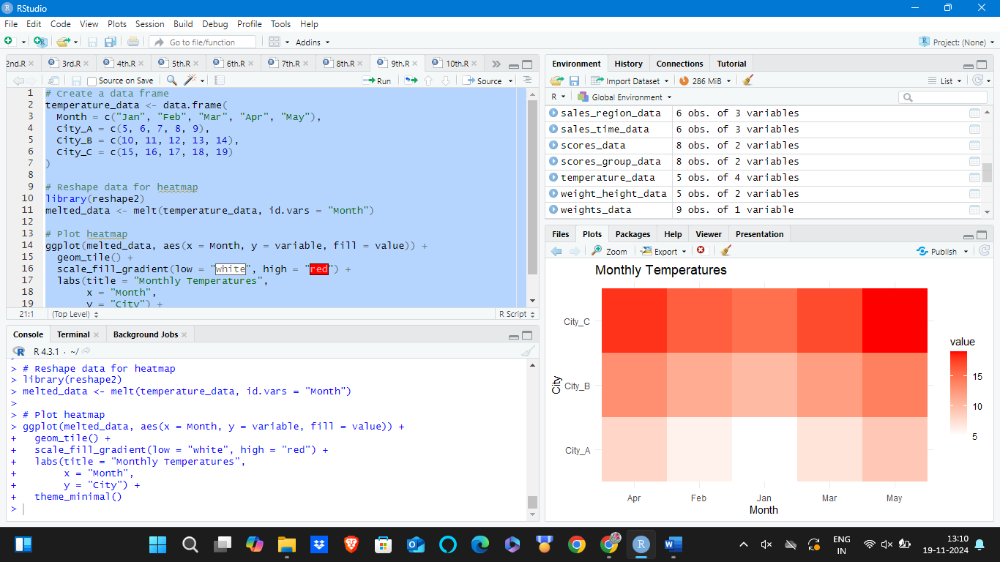 RStudio
File Edit Code View Plots Session Build Debug Profile Tools Help
Go to file/function Addins Project: (None)
2nd.R 3rd.R 4th.R 5th.R 6th.R 7th.R 8th.R 9th.R 10th.R
Source on Save Run Source
1 # Create a data frame
2 temperature_data <- data.frame(
3 Month = c("Jan", "Feb", "Mar", "Apr", "May"),
4 City_A = c(5, 6, 7, 8, 9),
5 City_B = c(10, 11, 12, 13, 14),
6 City_C = c(15, 16, 17, 18, 19)
7 )
8
9 # Reshape data for heatmap
10 library(reshape2)
11 melted_data <- melt(temperature_data, id.vars = "Month")
12
13 # Plot heatmap
14 ggplot(melted_data, aes(x = Month, y = variable, fill = value)) +
15 geom_tile() +
16 scale_fill_gradient(low = "white", high = "red") +
17 labs(title = "Monthly Temperatures",
18 x = "Month",
19 y = "City") +
21:1 (Top Level) R Script
Console Terminal Background Jobs
R 4.3.1 · ~/
>
> # Reshape data for heatmap
> library(reshape2)
> melted_data <- melt(temperature_data, id.vars = "Month")
>
> # Plot heatmap
> ggplot(melted_data, aes(x = Month, y = variable, fill = value)) +
+ geom_tile() +
+ scale_fill_gradient(low = "white", high = "red") +
+ labs(title = "Monthly Temperatures",
+ x = "Month",
+ y = "City") +
+ theme_minimal()
>
Environment History Connections Tutorial
Import Dataset 286 MiB List
R Global Environment
sales_region_data 6 obs. of 3 variables
sales_time_data 6 obs. of 3 variables
scores_data 8 obs. of 2 variables
scores_group_data 8 obs. of 2 variables
temperature_data 5 obs. of 4 variables
weight_height_data 5 obs. of 2 variables
weights_data 9 obs. of 1 variable
Files Plots Packages Help Viewer Presentation
Zoom Export Publish
Monthly Temperatures
City_C
City_B
City_A
City
Apr Feb Jan Mar May
Month
value
15
10
5
ENG
IN
13:10
19-11-2024